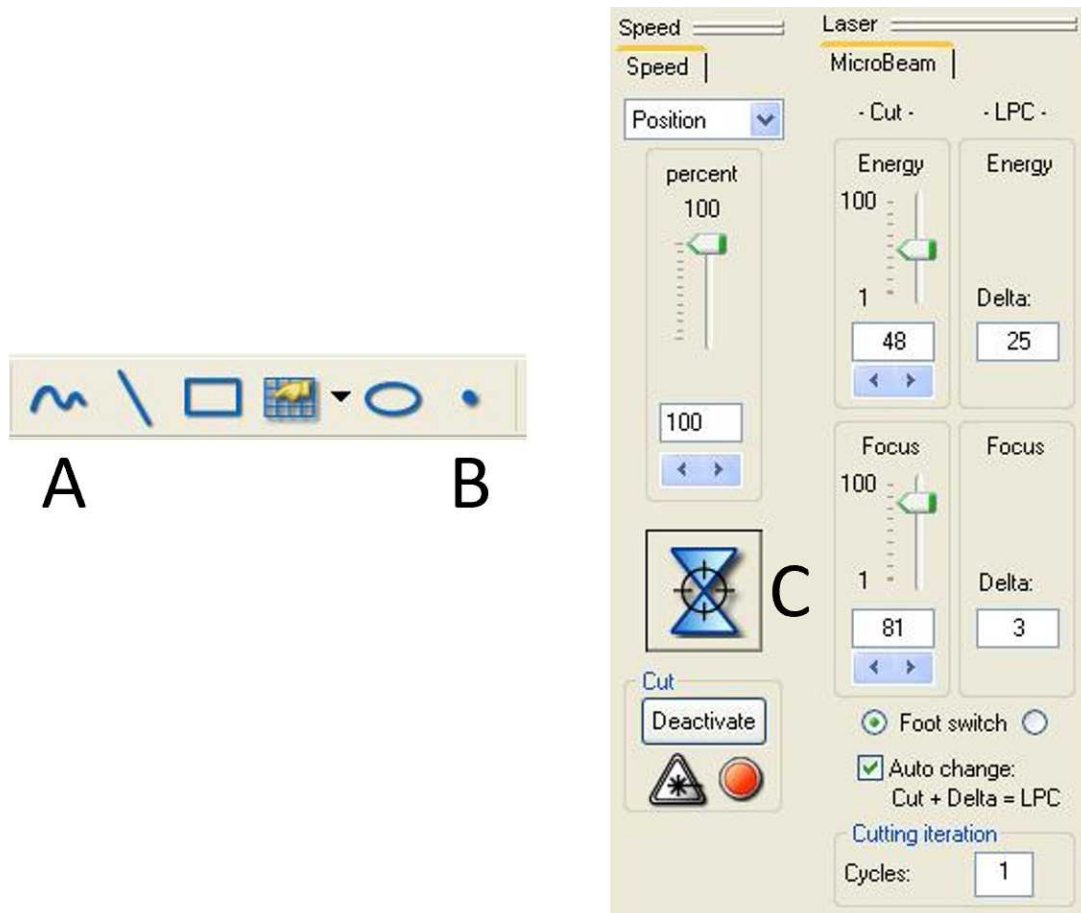 A
B
Speed
Speed
Position
percent
100
100
C
Cut
Deactivate
Laser
MicroBeam
- Cut -
- LPC -
Energy
100
1
48
Energy
Delta:
25
Focus
100
1
81
Focus
Delta:
3
Foot switch
Auto change:
Cut + Delta = LPC
Cutting iteration
Cycles:
1